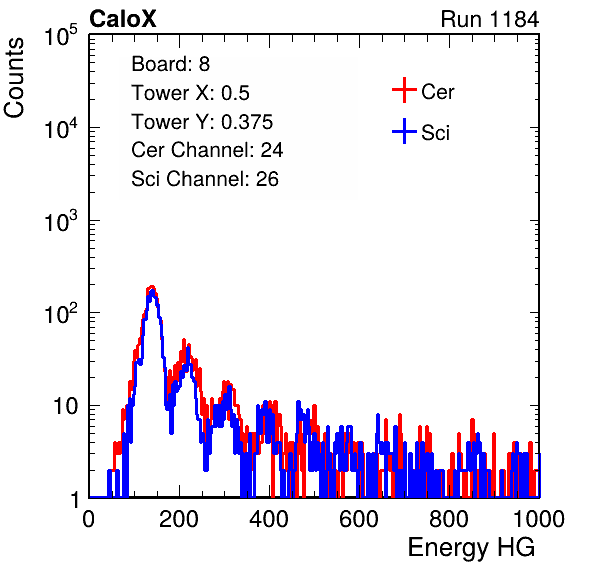 CaloX Run 1184
Counts
10^5
10^4
10^3
10^2
10
1
Board: 8
Tower X: 0.5
Tower Y: 0.375
Cer Channel: 24
Sci Channel: 26
Cer
Sci
0 200 400 600 800 1000
Energy HG